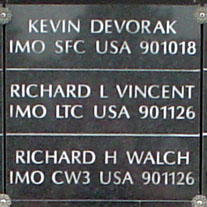 KEVIN DEVORAK
IMO SFC USA 901018
RICHARD L VINCENT
IMO LTC USA 901126
RICHARD H WALCH
IMO CW3 USA 901126